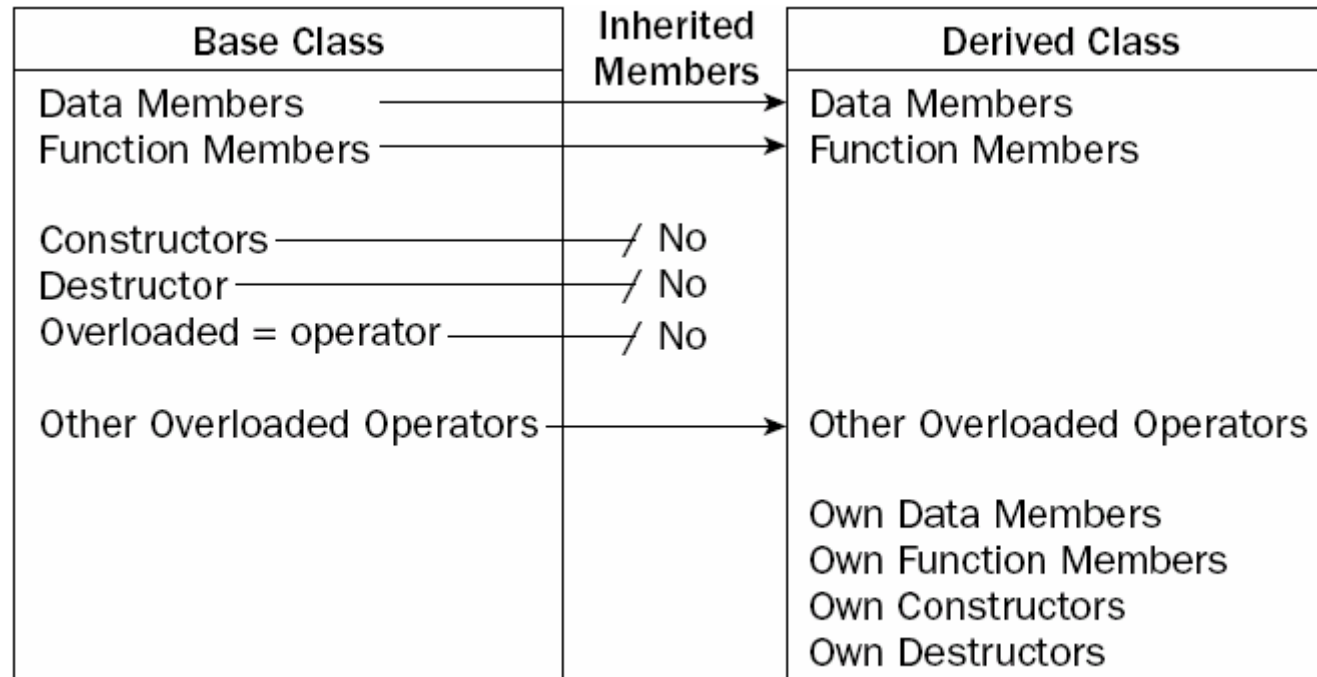 Base Class
Inherited
Members
Derived Class
Data Members
Data Members
Function Members
Function Members
Constructors / No
Destructor / No
Overloaded = operator / No
Other Overloaded Operators
Other Overloaded Operators
Own Data Members
Own Function Members
Own Constructors
Own Destructors